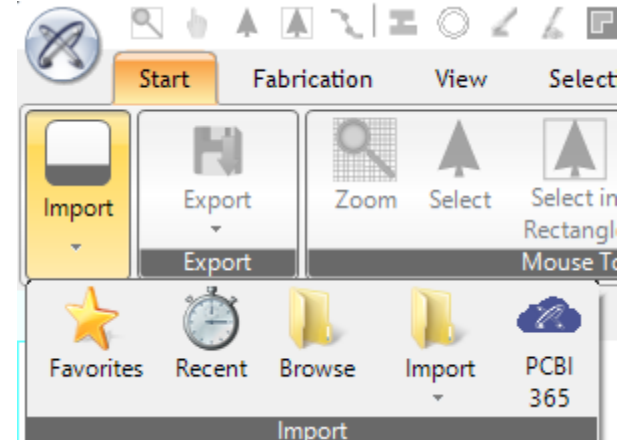 Start Fabrication View Select
Import
Export
Zoom
Select
Select in
Rectangle
Export
Mouse To
Favorites
Recent
Browse
Import
PCBI
365
Import